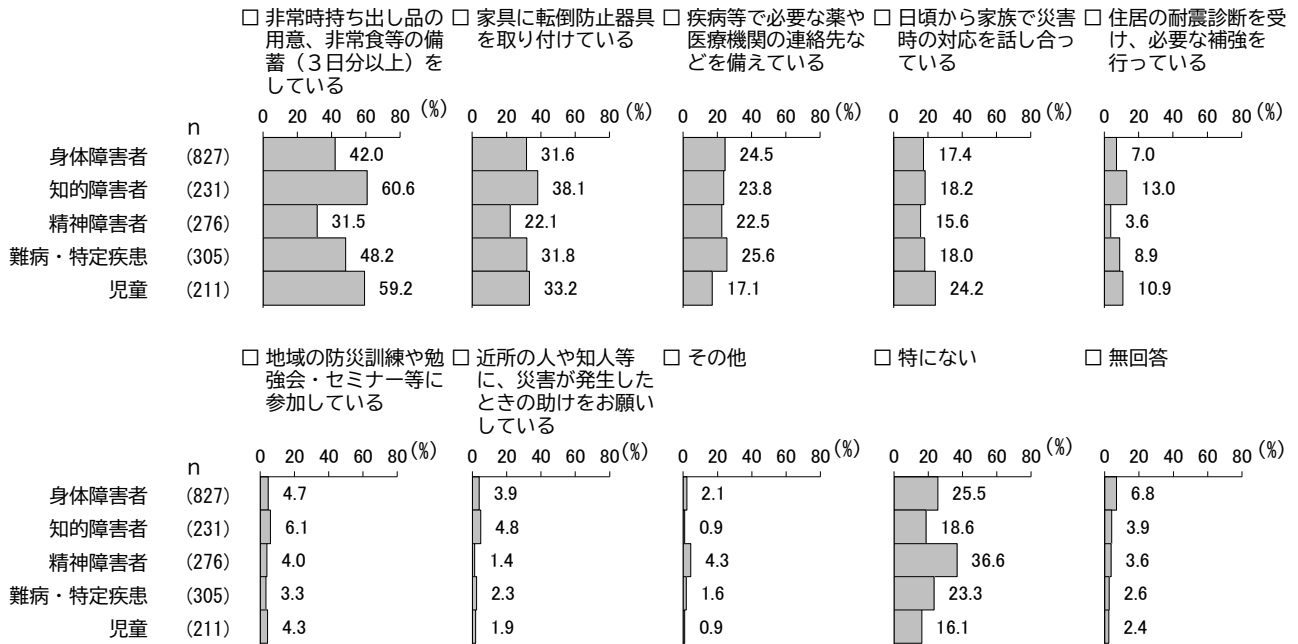 □ 非常時持ち出し品の用意、非常食等の備蓄（３日分以上）をしている
□ 家具に転倒防止器具を取り付けている
□ 疾病等で必要な薬や医療機関の連絡先などを備えている
□ 日頃から家族で災害時の対応を話し合っている
□ 住居の耐震診断を受け、必要な補強を行っている
0 20 40 60 80 (%) 0 20 40 60 80 (%) 0 20 40 60 80 (%) 0 20 40 60 80 (%) 0 20 40 60 80 (%)
n
身体障害者 (827) 42.0 31.6 24.5 17.4 7.0
知的障害者 (231) 60.6 38.1 23.8 18.2 13.0
精神障害者 (276) 31.5 22.1 22.5 15.6 3.6
難病・特定疾患 (305) 48.2 31.8 25.6 18.0 8.9
児童 (211) 59.2 33.2 17.1 24.2 10.9
□ 地域の防災訓練や勉強会・セミナー等に参加している
□ 近所の人や知人等に、災害が発生したときの助けをお願いしている
□ その他
□ 特にない
□ 無回答
0 20 40 60 80 (%) 0 20 40 60 80 (%) 0 20 40 60 80 (%) 0 20 40 60 80 (%) 0 20 40 60 80 (%)
n
身体障害者 (827) 4.7 3.9 2.1 25.5 6.8
知的障害者 (231) 6.1 4.8 0.9 18.6 3.9
精神障害者 (276) 4.0 1.4 4.3 36.6 3.6
難病・特定疾患 (305) 3.3 2.3 1.6 23.3 2.6
児童 (211) 4.3 1.9 0.9 16.1 2.4